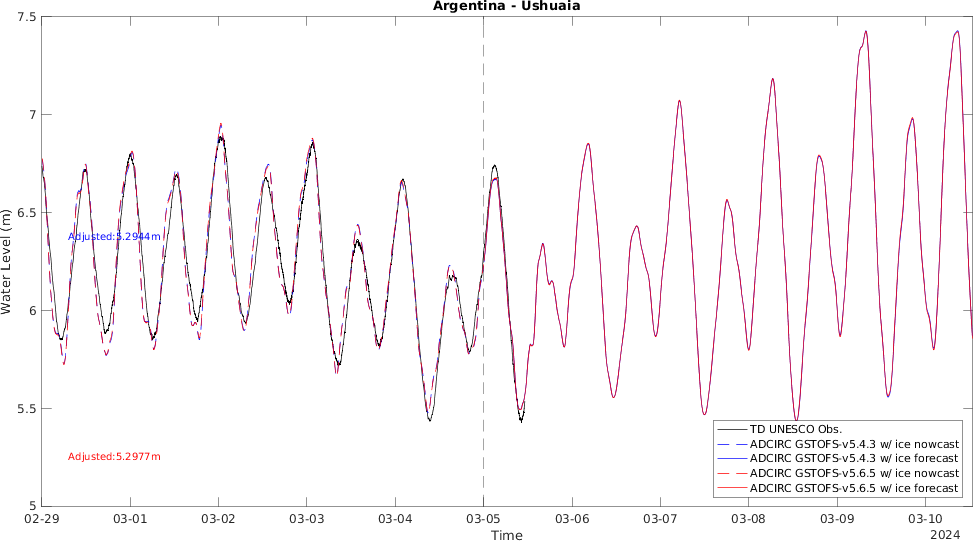 Argentina - Ushuaia
7.5
7
6.5
6
5.5
5
Water Level (m)
Adjusted:5.2944m
Adjusted:5.2977m
TD UNESCO Obs.
ADCIRC GSTOFS-v5.4.3 w/ ice nowcast
ADCIRC GSTOFS-v5.4.3 w/ ice forecast
ADCIRC GSTOFS-v5.6.5 w/ ice nowcast
ADCIRC GSTOFS-v5.6.5 w/ ice forecast
02-29 03-01 03-02 03-03 03-04 03-05 03-06 03-07 03-08 03-09 03-10
Time
2024